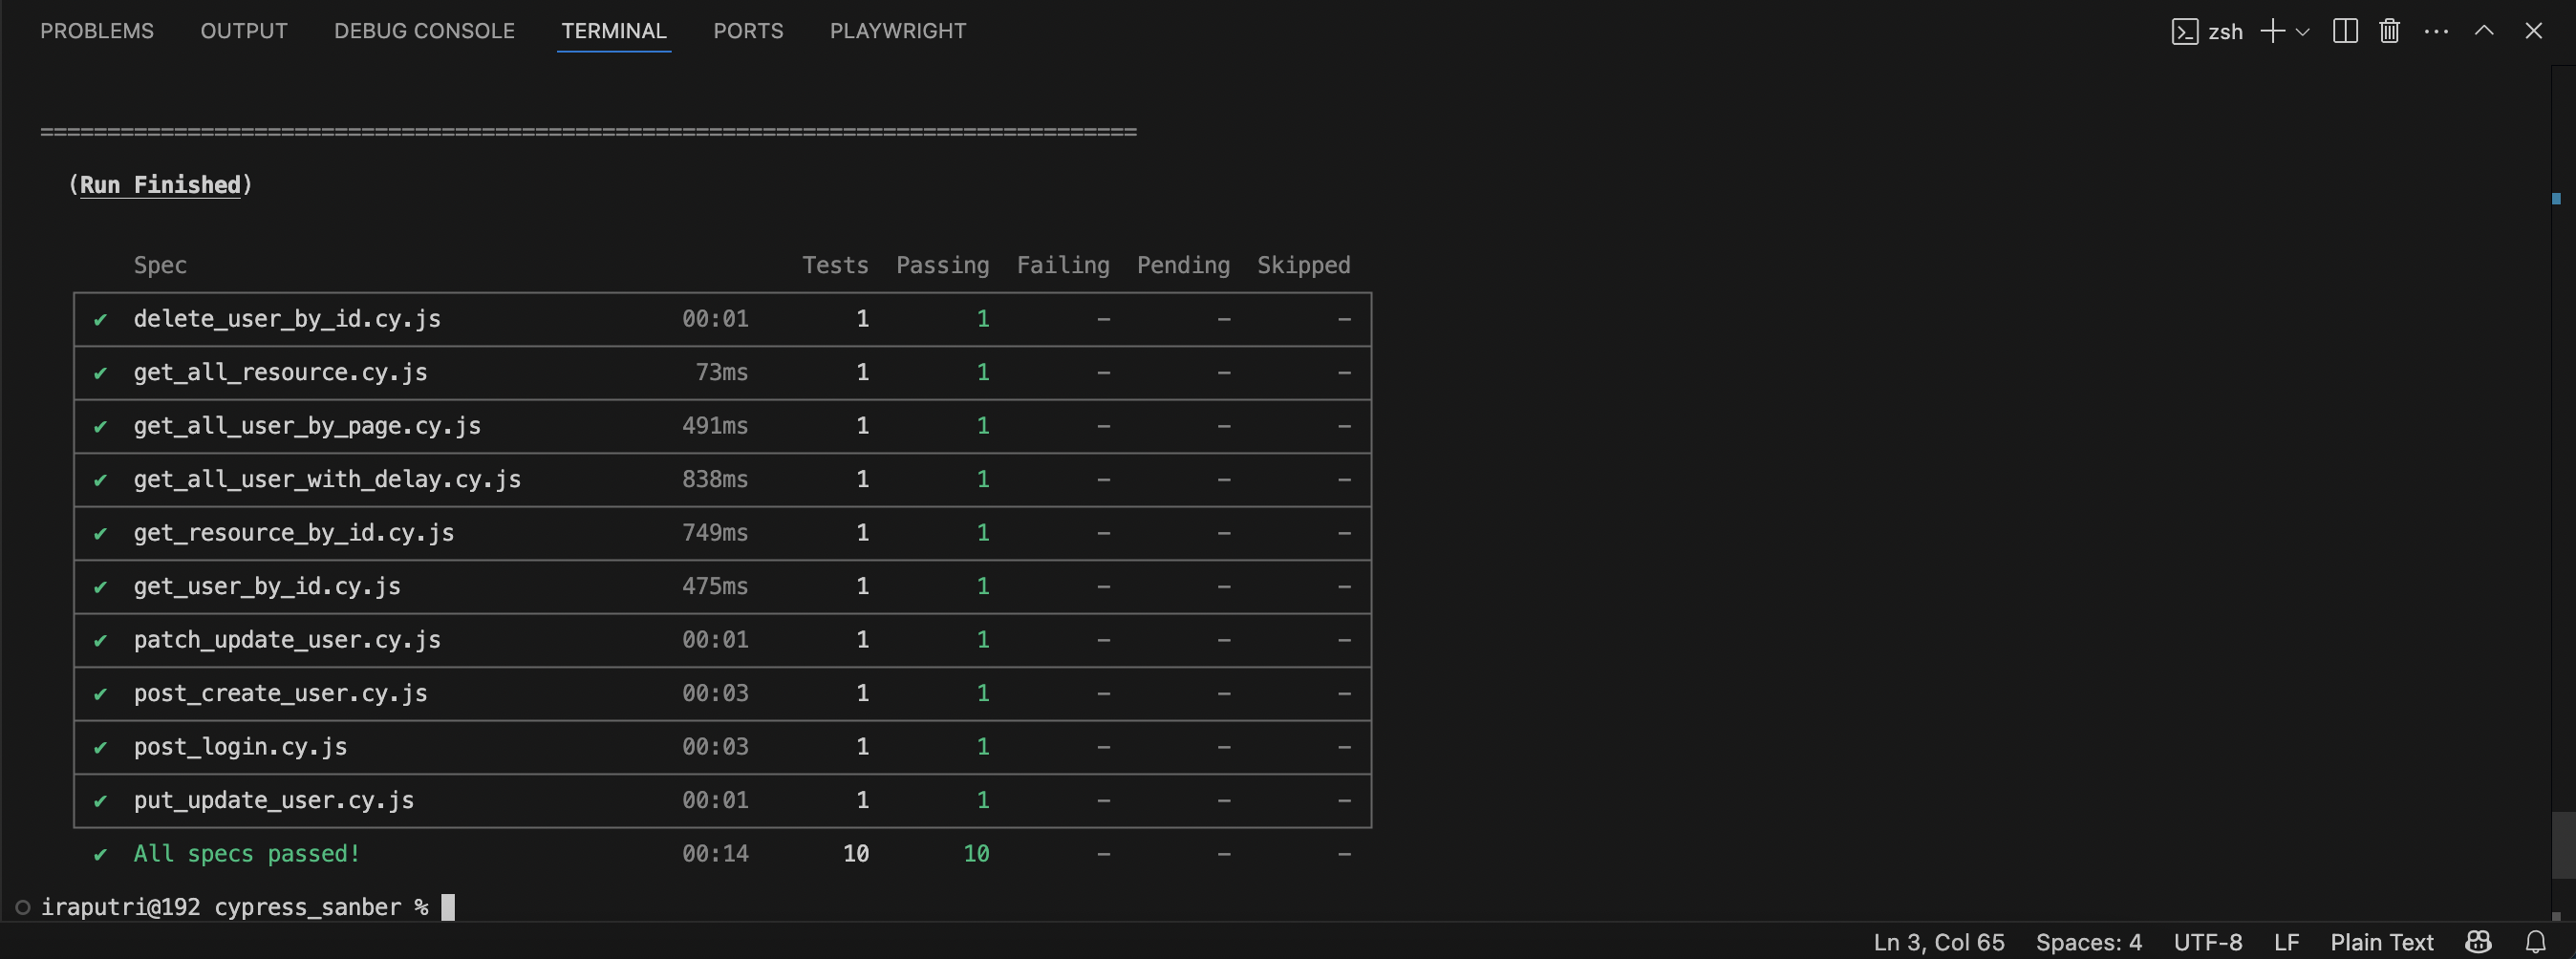 PROBLEMS OUTPUT DEBUG CONSOLE TERMINAL PORTS PLAYWRIGHT zsh
==================================================================================
(Run Finished)
Spec Tests Passing Failing Pending Skipped
✔ delete_user_by_id.cy.js 00:01 1 1 – – –
✔ get_all_resource.cy.js 73ms 1 1 – – –
✔ get_all_user_by_page.cy.js 491ms 1 1 – – –
✔ get_all_user_with_delay.cy.js 838ms 1 1 – – –
✔ get_resource_by_id.cy.js 749ms 1 1 – – –
✔ get_user_by_id.cy.js 475ms 1 1 – – –
✔ patch_update_user.cy.js 00:01 1 1 – – –
✔ post_create_user.cy.js 00:03 1 1 – – –
✔ post_login.cy.js 00:03 1 1 – – –
✔ put_update_user.cy.js 00:01 1 1 – – –
✔ All specs passed! 00:14 10 10 – – –
iraputri@192 cypress_sanber %
Ln 3, Col 65 Spaces: 4 UTF-8 LF Plain Text